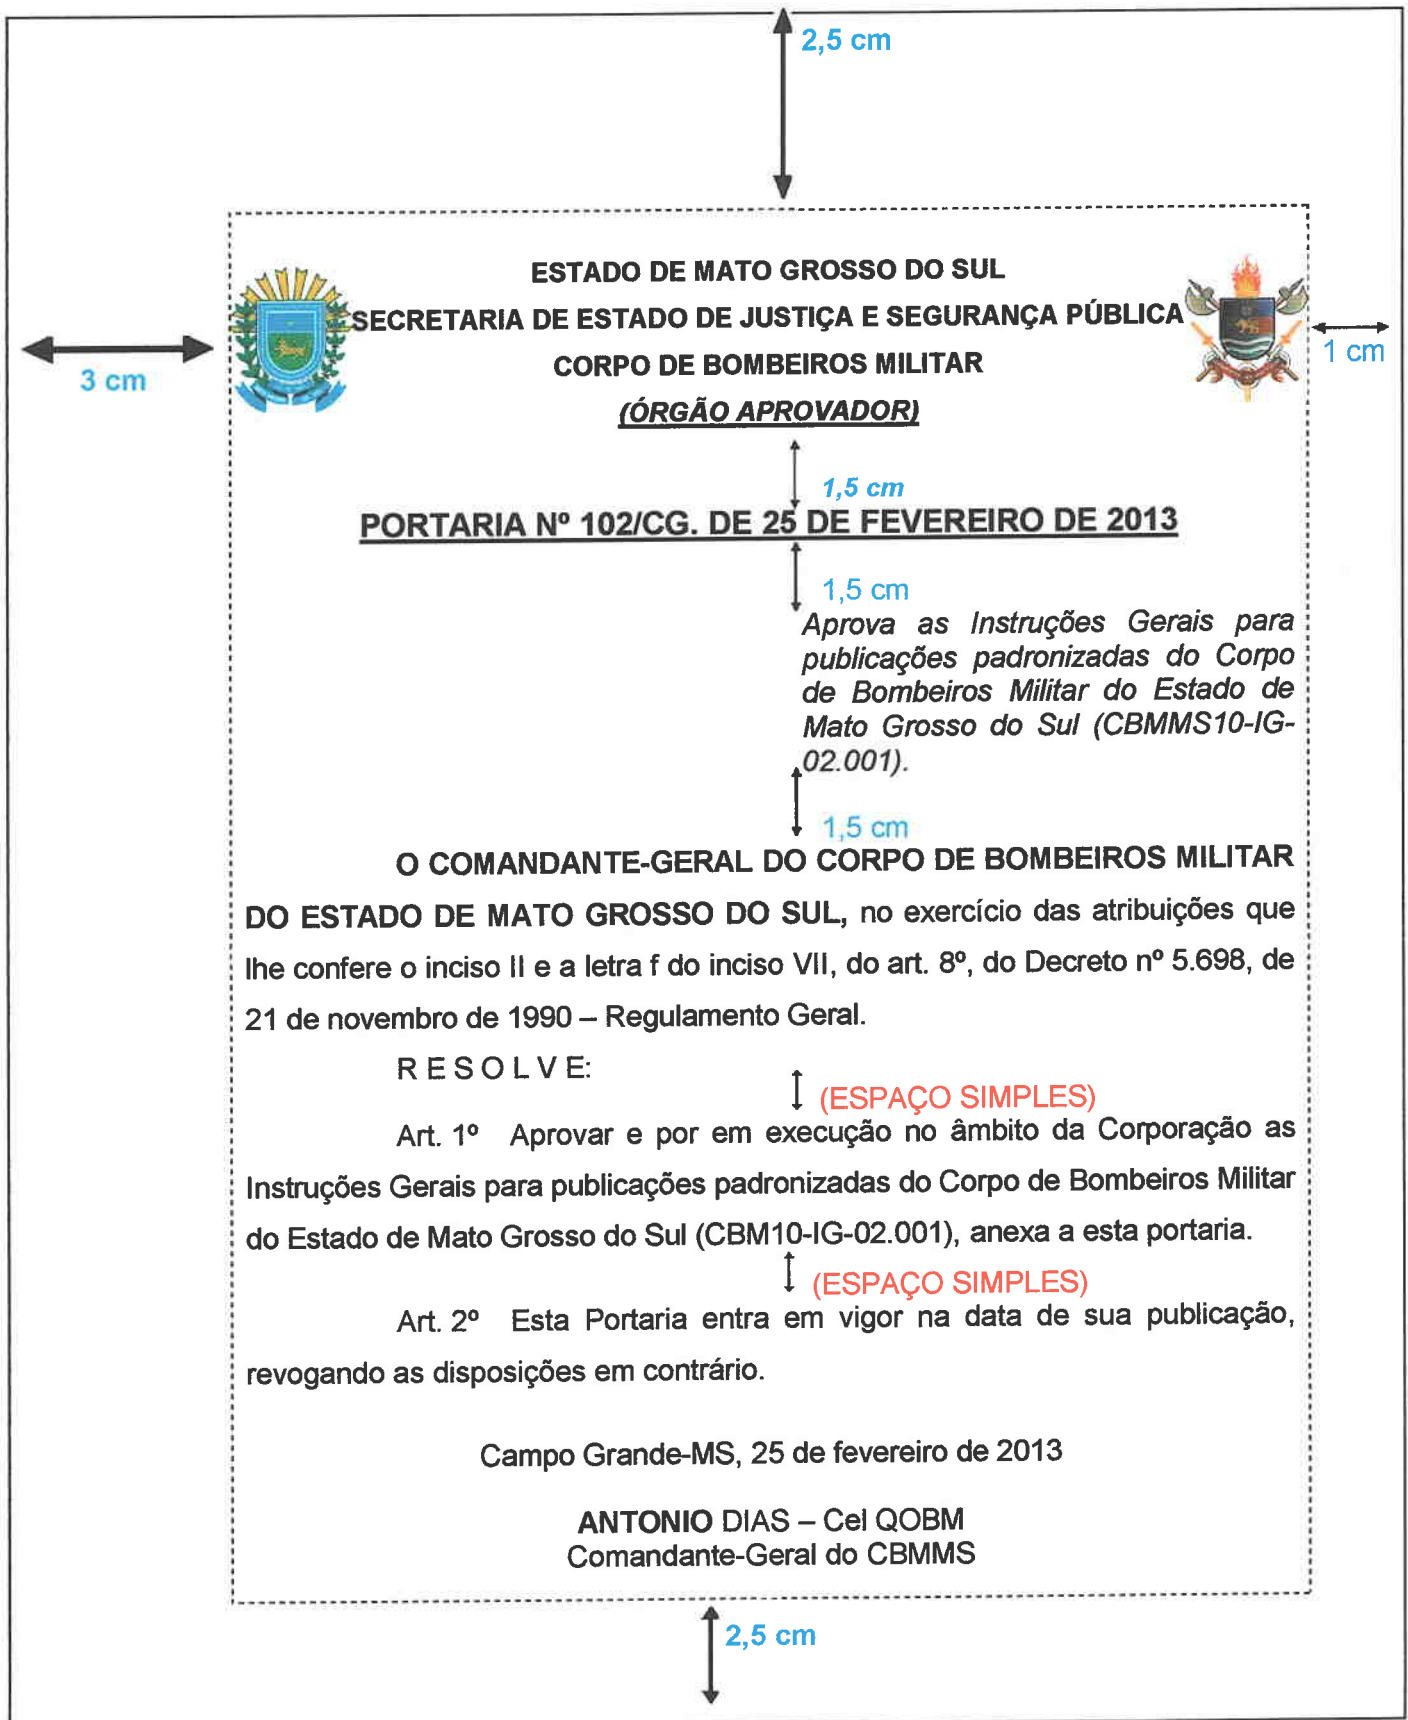 2,5 cm
ESTADO DE MATO GROSSO DO SUL
SECRETARIA DE ESTADO DE JUSTIÇA E SEGURANÇA PÚBLICA
CORPO DE BOMBEIROS MILITAR
(ÓRGÃO APROVADOR)
3 cm
1 cm
1,5 cm
PORTARIA Nº 102/CG. DE 25 DE FEVEREIRO DE 2013
1,5 cm
Aprova as Instruções Gerais para
publicações padronizadas do Corpo
de Bombeiros Militar do Estado de
Mato Grosso do Sul (CBMMS10-IG-
02.001).
1,5 cm
O COMANDANTE-GERAL DO CORPO DE BOMBEIROS MILITAR
DO ESTADO DE MATO GROSSO DO SUL, no exercício das atribuições que
lhe confere o inciso II e a letra f do inciso VII, do art. 8º, do Decreto nº 5.698, de
21 de novembro de 1990 – Regulamento Geral.
R E S O L V E:
(ESPAÇO SIMPLES)
Art. 1º Aprovar e por em execução no âmbito da Corporação as
Instruções Gerais para publicações padronizadas do Corpo de Bombeiros Militar
do Estado de Mato Grosso do Sul (CBM10-IG-02.001), anexa a esta portaria.
(ESPAÇO SIMPLES)
Art. 2º Esta Portaria entra em vigor na data de sua publicação,
revogando as disposições em contrário.
Campo Grande-MS, 25 de fevereiro de 2013
ANTONIO DIAS – Cel QOBM
Comandante-Geral do CBMMS
2,5 cm